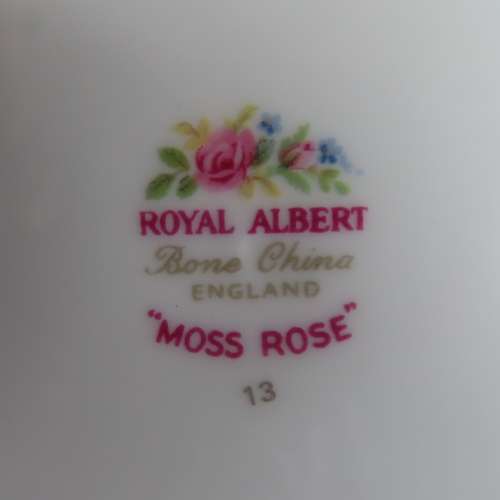 ROYAL ALBERT
Bone China
ENGLAND
"MOSS ROSE"
13